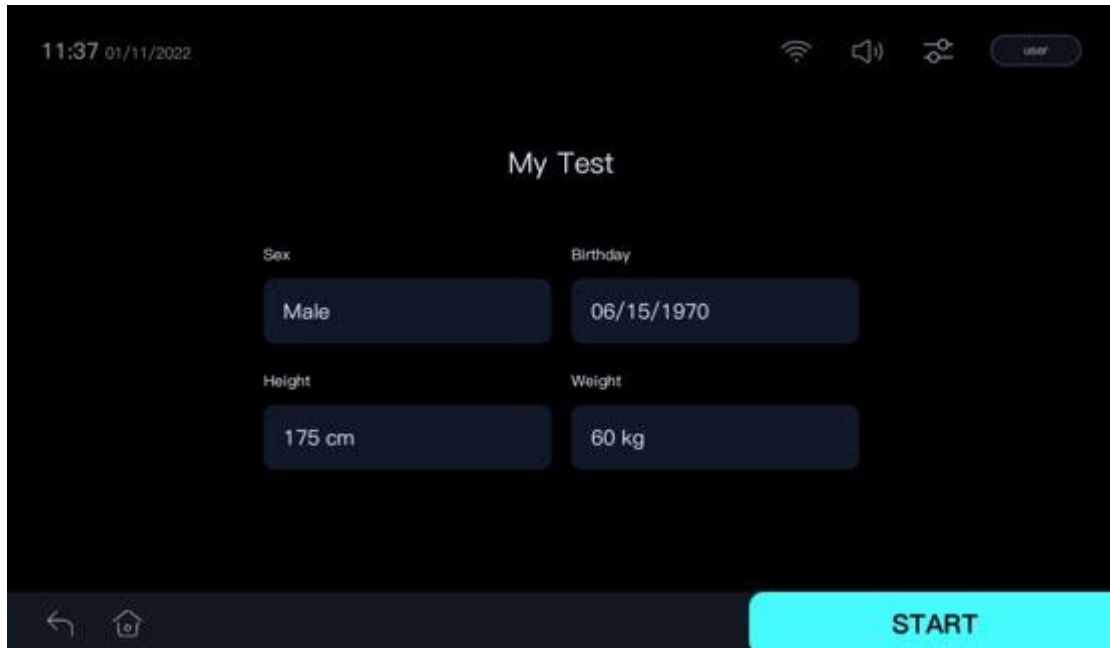 11:37 01/11/2022
user
My Test
Sex
Birthday
Male
06/15/1970
Height
Weight
175 cm
60 kg
START